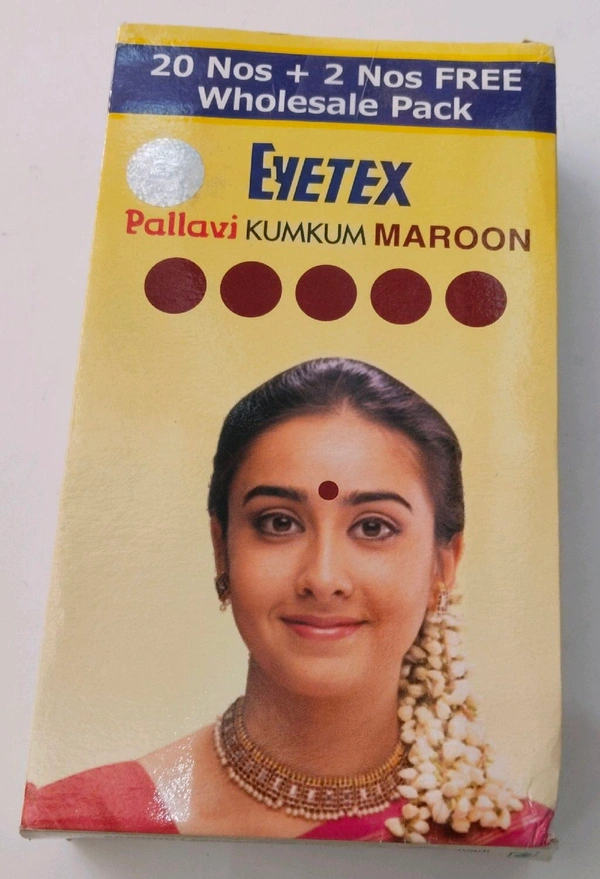 20 Nos + 2 Nos FREE
Wholesale Pack
EYETEX
Pallavi KUMKUM MAROON